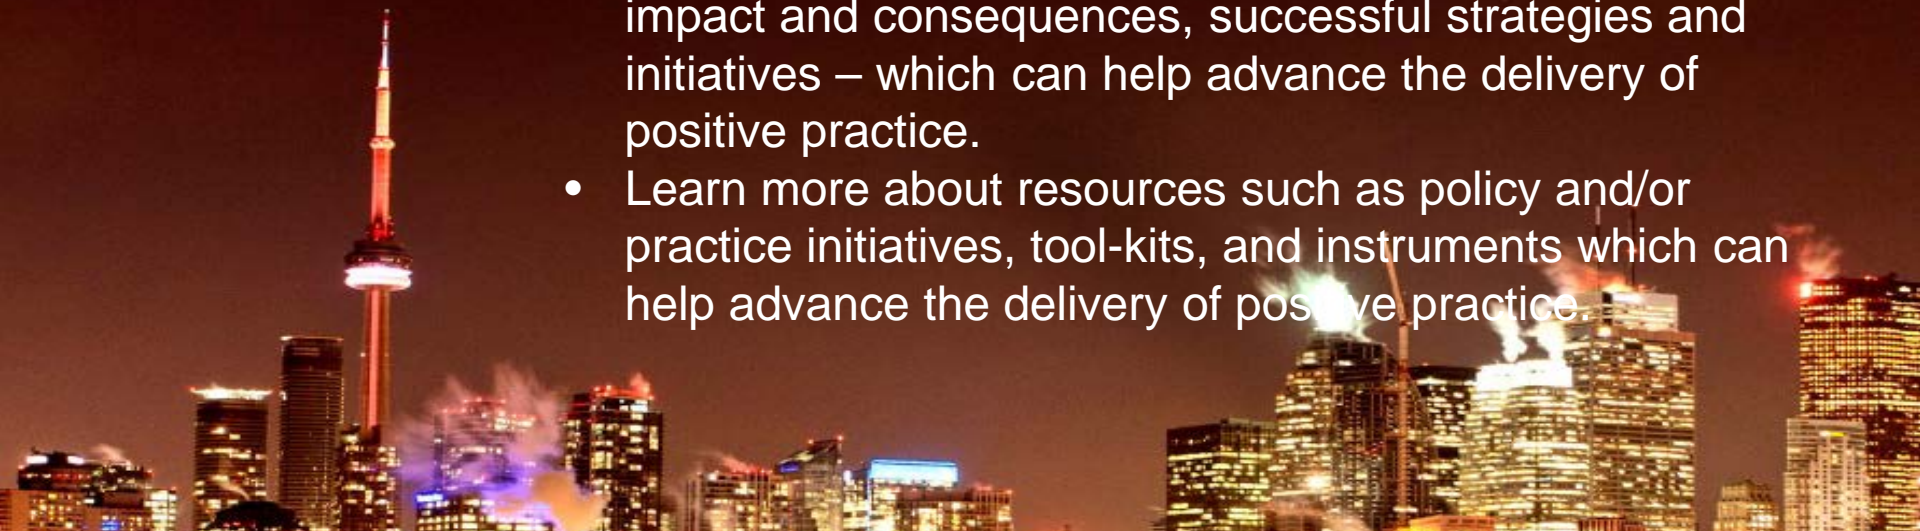 impact and consequences, successful strategies and
initiatives – which can help advance the delivery of
positive practice.
• Learn more about resources such as policy and/or
practice initiatives, tool-kits, and instruments which can
help advance the delivery of positive practice.